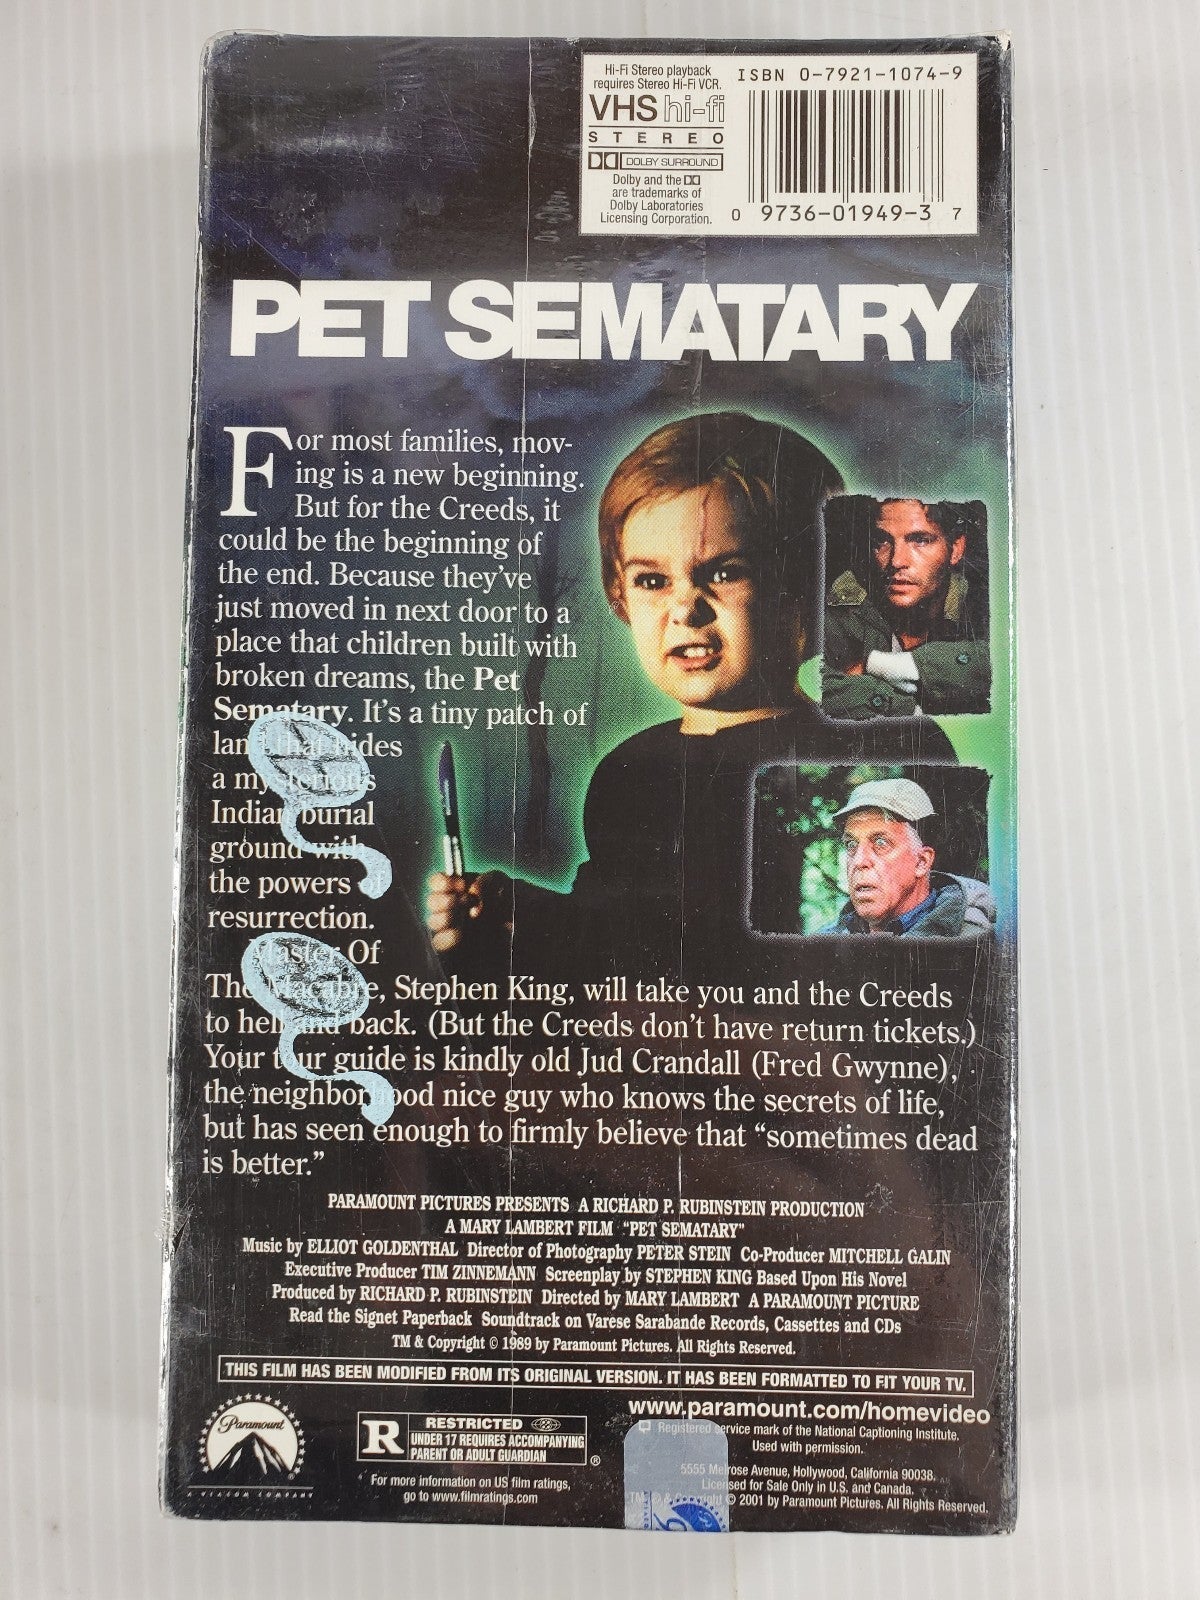 Hi-Fi Stereo playback
requires Stereo Hi-Fi VCR.
VHS hi-fi
STEREO
DOLBY SURROUND
Dolby and the
are trademarks of
Dolby Laboratories
Licensing Corporation.
ISBN 0-7921-1074-9
0 9736-01949-3 7
PET SEMATARY
For most families, mov-
ing is a new beginning.
But for the Creeds, it
could be the beginning of
the end. Because they've
just moved in next door to a
place that children built with
broken dreams, the Pet
Sematary. It's a tiny patch of
land that hides
a mysterious
Indian burial
ground with
the powers of
resurrection.
Master Of
The Macabre, Stephen King, will take you and the Creeds
to hell and back. (But the Creeds don't have return tickets.)
Your tour guide is kindly old Jud Crandall (Fred Gwynne),
the neighborhood nice guy who knows the secrets of life,
but has seen enough to firmly believe that "sometimes dead
is better."
PARAMOUNT PICTURES PRESENTS A RICHARD P. RUBINSTEIN PRODUCTION
A MARY LAMBERT FILM "PET SEMATARY"
Music by ELLIOT GOLDENTHAL Director of Photography PETER STEIN Co-Producer MITCHELL GALIN
Executive Producer TIM ZINNEMANN Screenplay by STEPHEN KING Based Upon His Novel
Produced by RICHARD P. RUBINSTEIN Directed by MARY LAMBERT A PARAMOUNT PICTURE
Read the Signet Paperback Soundtrack on Varese Sarabande Records, Cassettes and CDs
TM & Copyright © 1989 by Paramount Pictures. All Rights Reserved.
THIS FILM HAS BEEN MODIFIED FROM ITS ORIGINAL VERSION. IT HAS BEEN FORMATTED TO FIT YOUR TV.
Paramount
A VIACOM COMPANY
R
RESTRICTED
UNDER 17 REQUIRES ACCOMPANYING
PARENT OR ADULT GUARDIAN
®
For more information on US film ratings,
go to www.filmratings.com
www.paramount.com/homevideo
Registered service mark of the National Captioning Institute.
Used with permission.
5555 Melrose Avenue, Hollywood, California 90038.
Licensed for Sale Only in U.S. and Canada.
TM, ® & Copyright © 2001 by Paramount Pictures. All Rights Reserved.